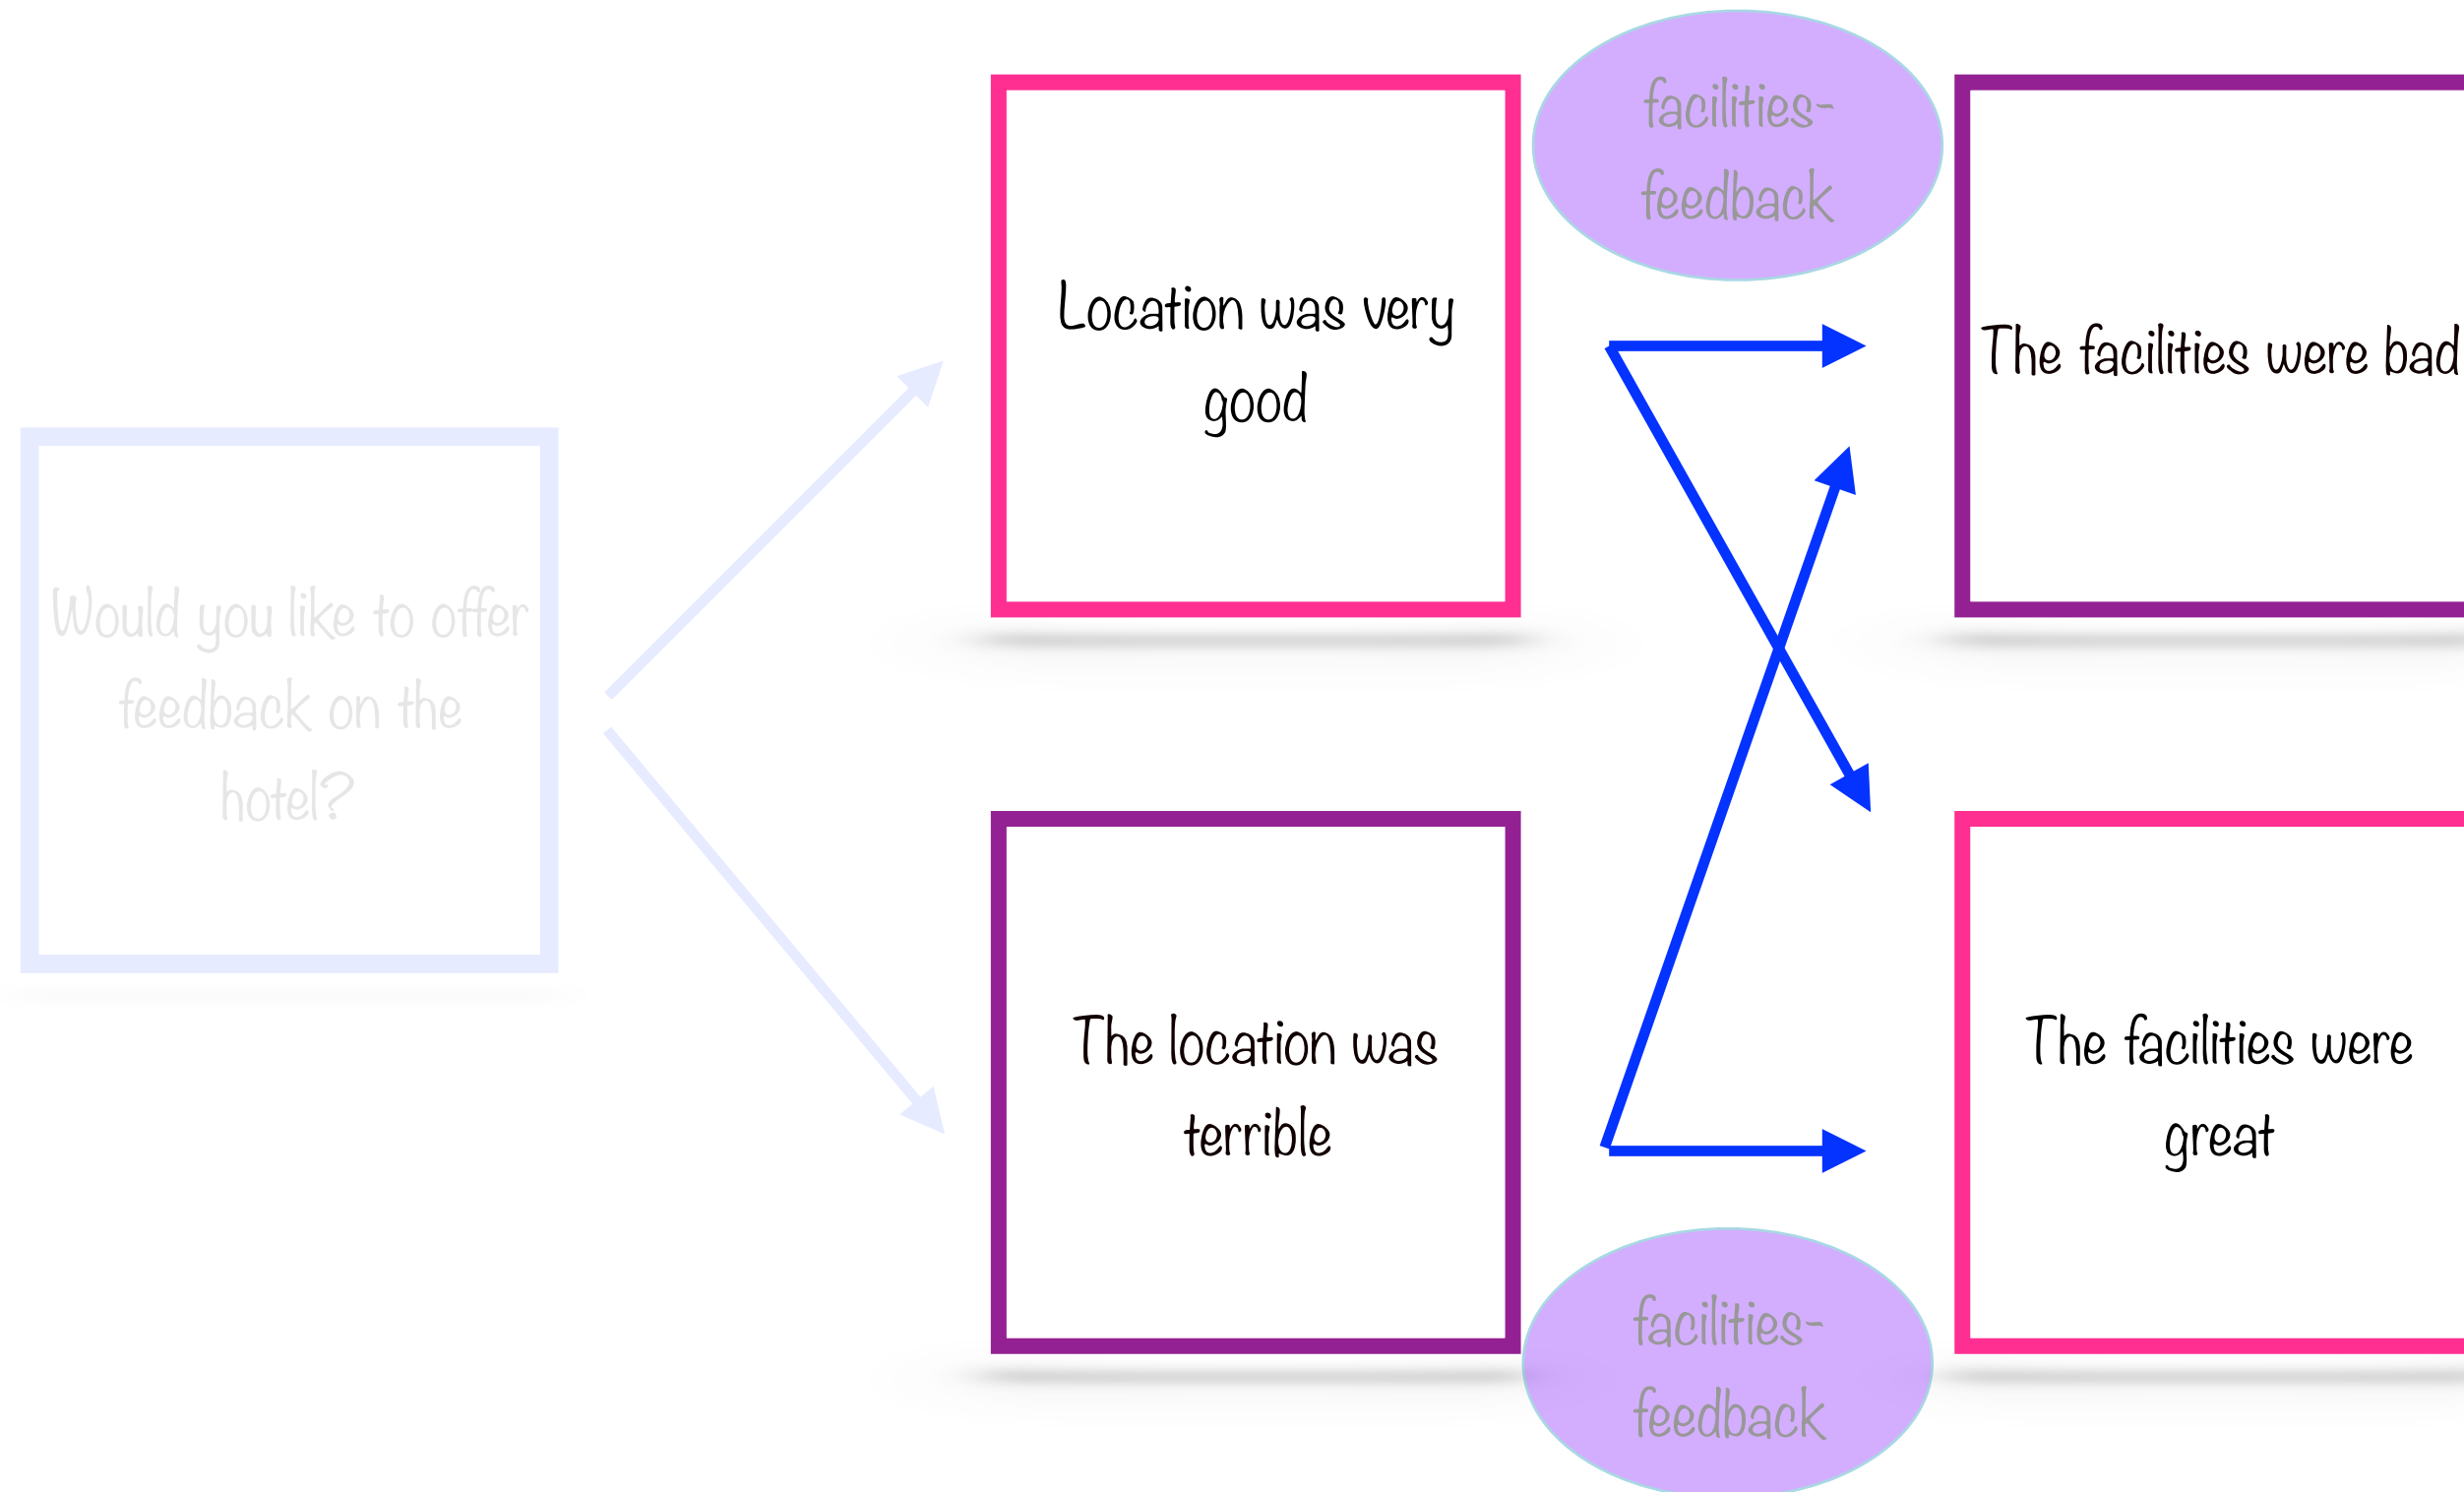 Would you like to offr
feedback on the
hotel?
Location was very
good
The location was
terrible
facilities~
feedback
facilities~
feedback
The facilities were bad
The facilities were
great